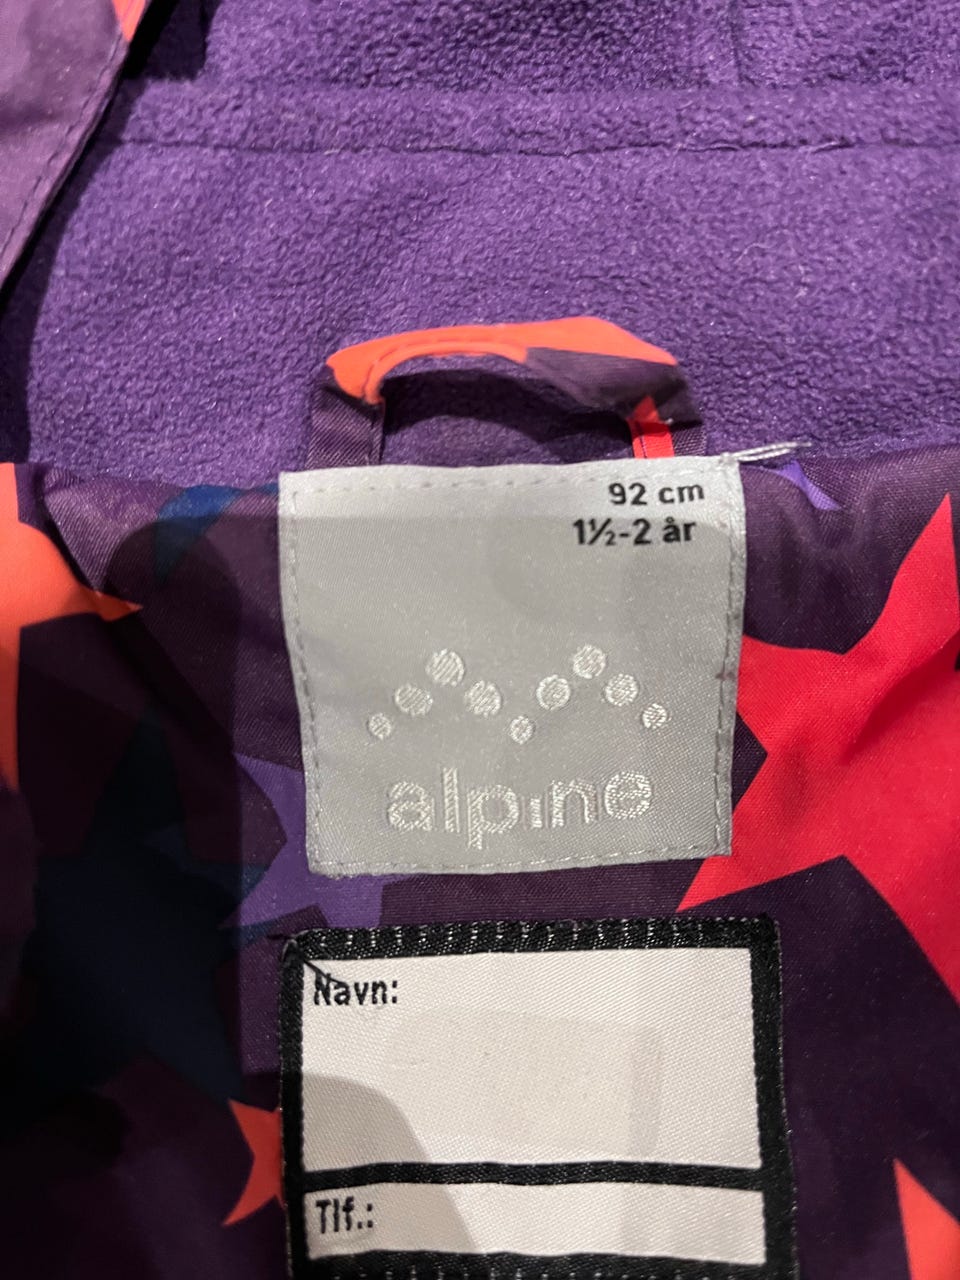 92 cm
1½-2 år
alpine
Navn:
Tlf.: